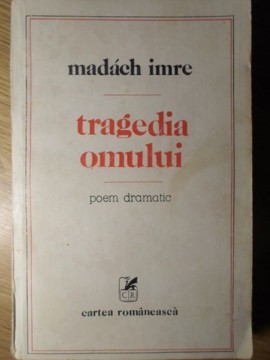 madách imre
tragedia
omului
poem dramatic
CR
cartea românească